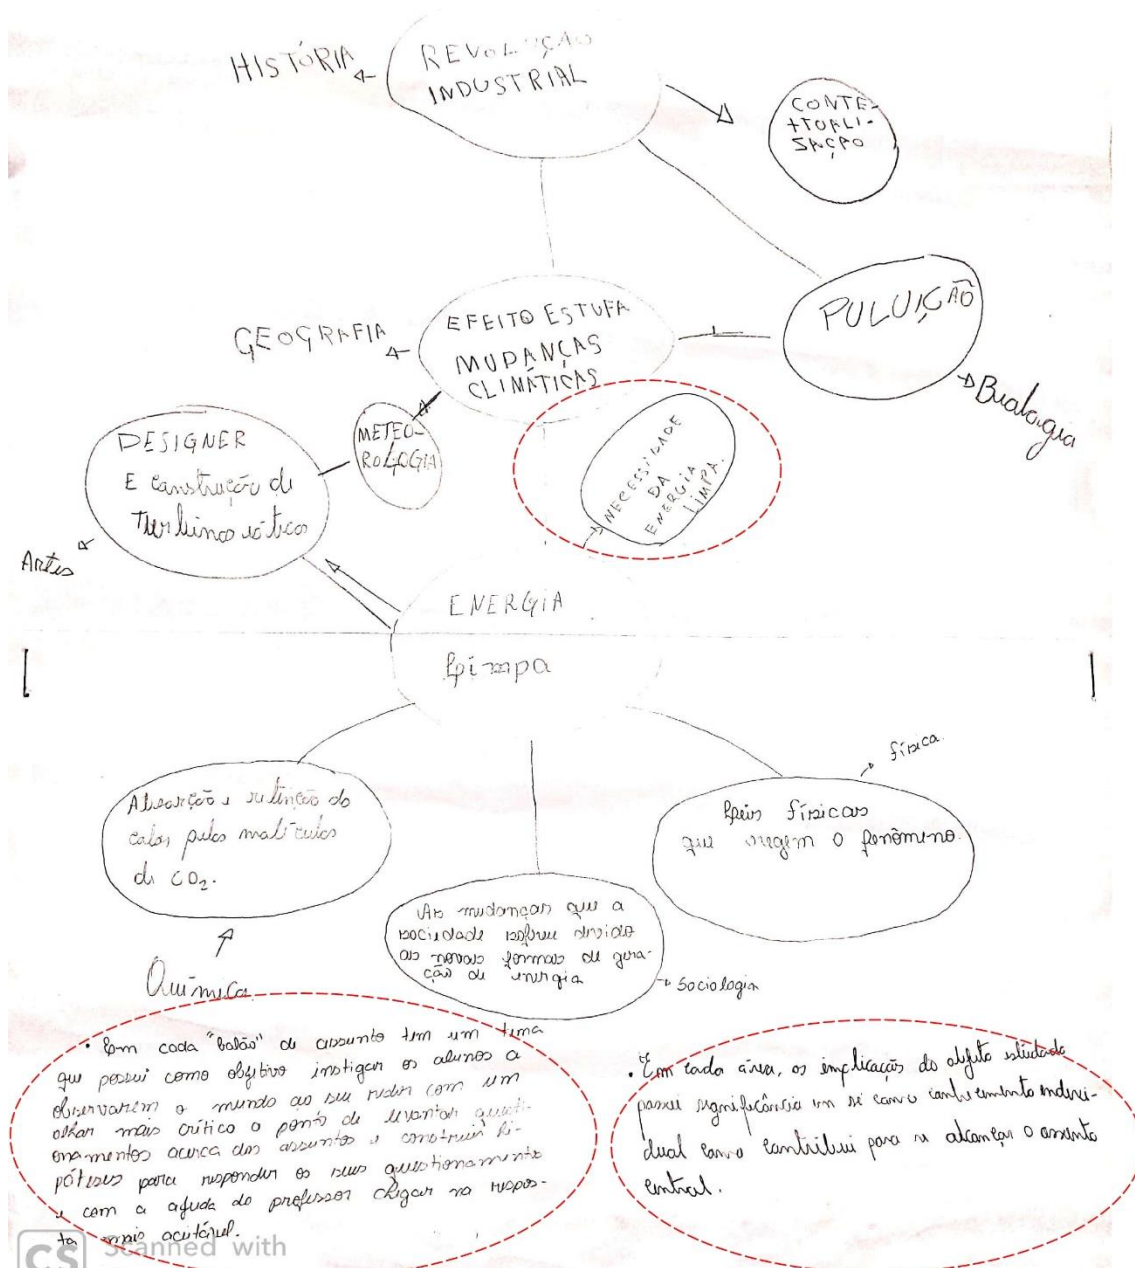 HISTÓRIA
REVOLUÇÃO
INDUSTRIAL
CONTE-
XTUALI-
SAÇÃO
GEOGRAFIA
EFEITO ESTUFA
MUDANÇAS
CLIMÁTICAS
PULUIÇÃO
Biologia
DESIGNER
E construção de
Turbinas eólicas
METEO-
ROLOGIA
NECESSIDADE
DA
ENERGIA
LIMPA.
Artes
ENERGIA
Limpa
física.
Absorção e retenção do
calor pelas moléculas
de CO₂.
Leis físicas
que regem o fenômeno.
As mudanças que a
sociedade sofreu devido
as novas formas de gera-
ção de energia
Química
Sociologia
• Em cada "balão" de assunto tem um tema
que possui como objetivo instigar os alunos a
observarem o mundo ao seu redor com um
olhar mais crítico a ponto de levantar questi-
onamentos acerca dos assuntos e construir hi-
póteses para responder os seus questionamento
e com a ajuda do professor chegar na respos-
ta mais aceitável.
• Em cada área, as implicações do objeto estudado
possui significância em si como conhecimento indivi-
dual como contribui para se alcançar o assunto
central.
CS Scanned with